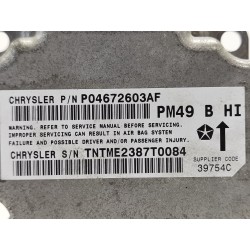 CHRYSLER P/N P04672603AF
PM49 B HI
WARNING: REFER TO SERVICE MANUAL BEFORE SERVICING
IMPROPER SERVICING CAN RESULT IN AIR BAG SYSTEM
FAILURE AND POSSIBLE DRIVER AND/OR PASSENGER INJURY
CHRYSLER S/N TNTME2387T0084
SUPPLIER CODE
39754C